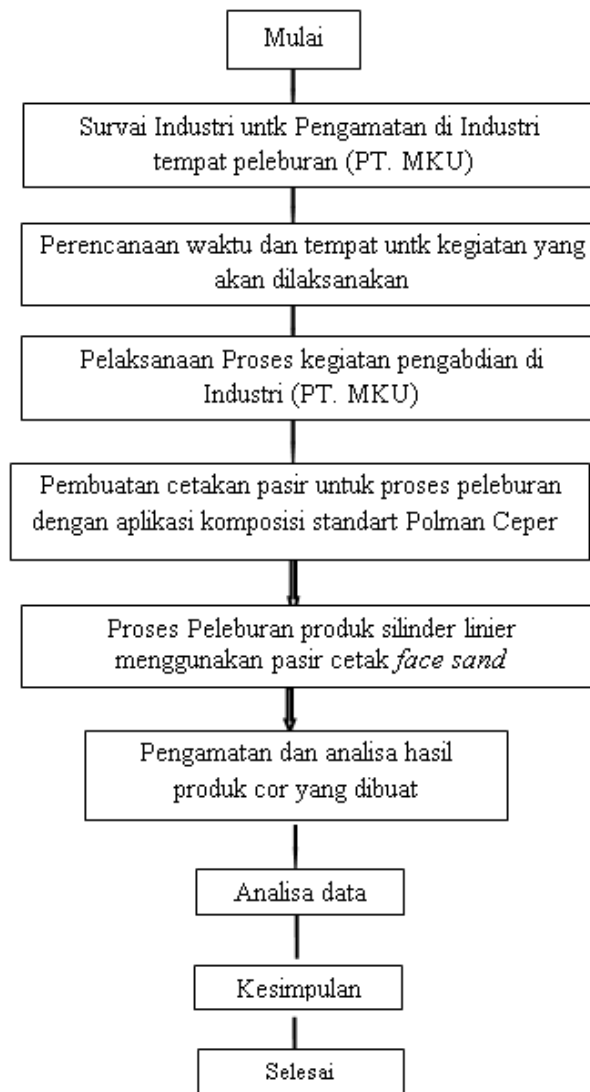 Mulai
Survai Industri untk Pengamatan di Industri
tempat peleburan (PT. MKU)
Perencanaan waktu dan tempat untk kegiatan yang
akan dilaksanakan
Pelaksanaan Proses kegiatan pengabdian di
Industri (PT. MKU)
Pembuatan cetakan pasir untuk proses peleburan
dengan aplikasi komposisi standart Polman Ceper
Proses Peleburan produk silinder linier
menggunakan pasir cetak face sand
Pengamatan dan analisa hasil
produk cor yang dibuat
Analisa data
Kesimpulan
Selesai